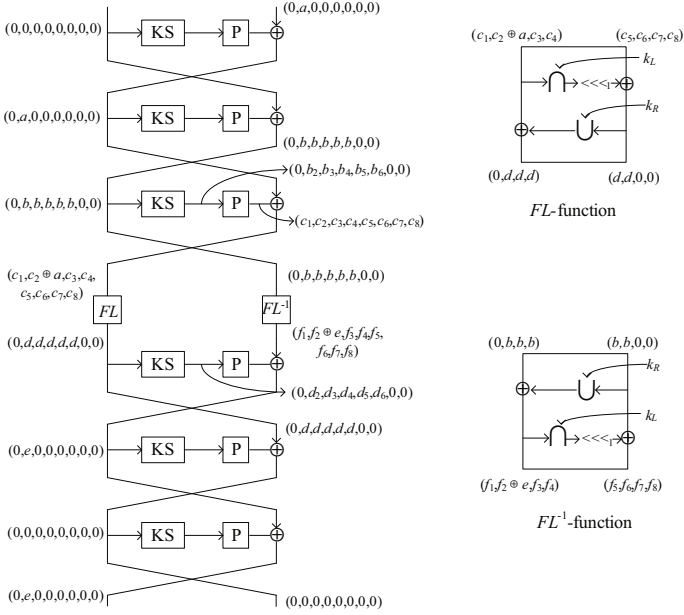 (0,a,0,0,0,0,0,0)
(0,0,0,0,0,0,0,0)
KS
P
(0,a,0,0,0,0,0,0)
KS
P
(0,b,b,b,b,b,0,0)
(0,b2,b3,b4,b5,b6,0,0)
(0,b,b,b,b,b,0,0)
KS
P
(c1,c2,c3,c4,c5,c6,c7,c8)
(c1,c2 ⊕ a,c3,c4,
c5,c6,c7,c8)
(0,b,b,b,b,b,0,0)
FL
FL-1
(f1,f2 ⊕ e,f3,f4,f5,
f6,f7,f8)
(0,d,d,d,d,d,0,0)
KS
P
(0,d2,d3,d4,d5,d6,0,0)
(0,d,d,d,d,d,0,0)
(0,e,0,0,0,0,0,0)
KS
P
(0,0,0,0,0,0,0,0)
KS
P
(0,e,0,0,0,0,0,0)
(0,0,0,0,0,0,0,0)
(c1,c2 ⊕ a,c3,c4)
(c5,c6,c7,c8)
kL
∩
<<<1
kR
∪
(0,d,d,d)
(d,d,0,0)
FL-function
(0,b,b,b)
(b,b,0,0)
kR
∪
kL
∩
<<<1
(f1,f2 ⊕ e,f3,f4)
(f5,f6,f7,f8)
FL-1-function